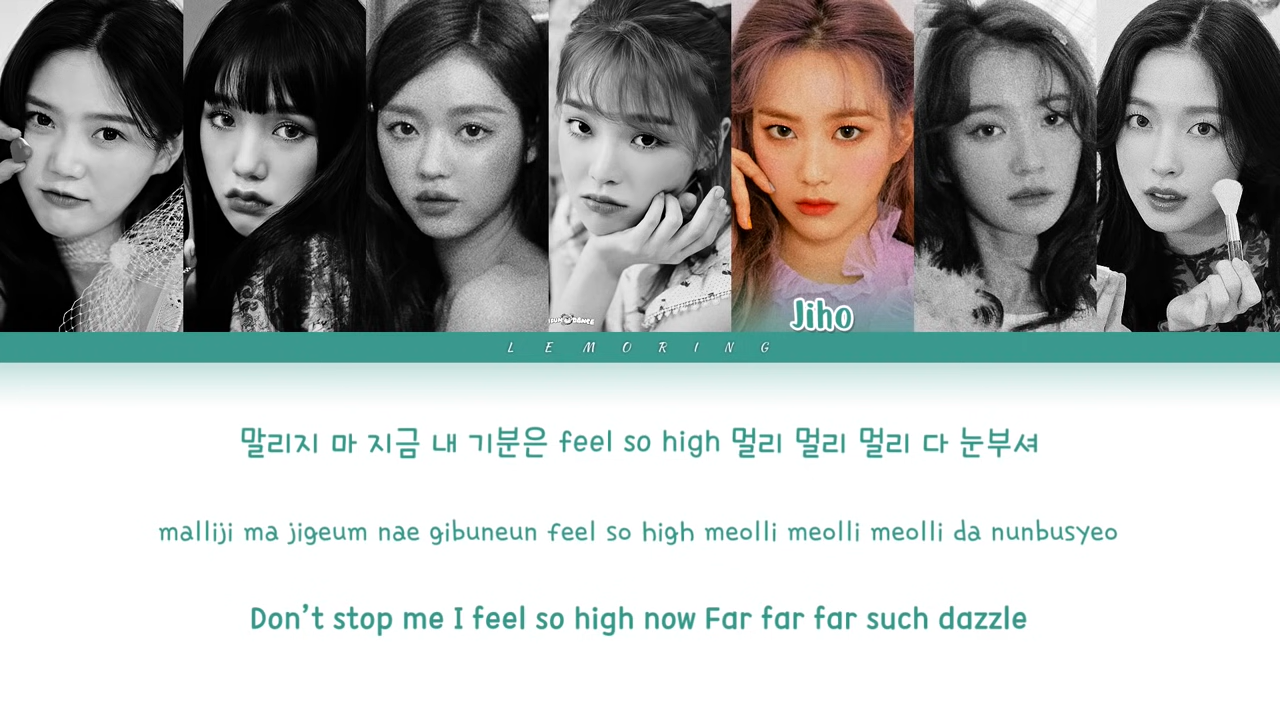 Jiho
LEMORING
말리지 마 지금 내 기분은 feel so high 멀리 멀리 멀리 다 눈부셔
malliji ma jigeum nae gibuneun feel so high meolli meolli meolli da nunbusyeo
Don't stop me I feel so high now Far far far such dazzle